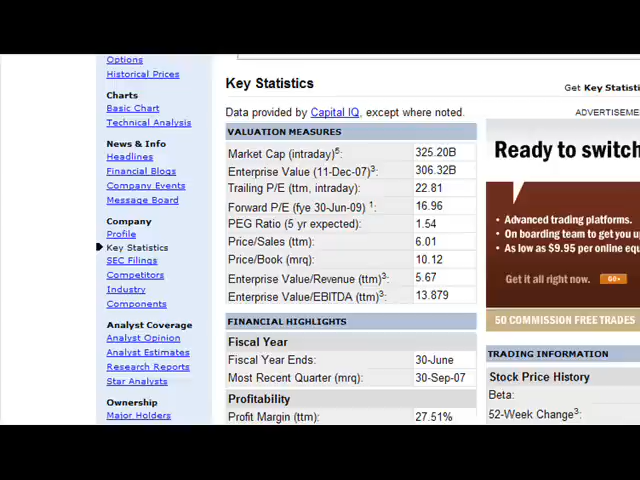 Options
Historical Prices
Charts
Basic Chart
Technical Analysis
News & Info
Headlines
Financial Blogs
Company Events
Message Board
Company
Profile
Key Statistics
SEC Filings
Competitors
Industry
Components
Analyst Coverage
Analyst Opinion
Analyst Estimates
Research Reports
Star Analysts
Ownership
Major Holders
Key Statistics
Get Key Statisti
Data provided by Capital IQ, except where noted.
VALUATION MEASURES
Market Cap (intraday)5: 325.20B
Enterprise Value (11-Dec-07)3: 306.32B
Trailing P/E (ttm, intraday): 22.81
Forward P/E (fye 30-Jun-09) 1: 16.96
PEG Ratio (5 yr expected): 1.54
Price/Sales (ttm): 6.01
Price/Book (mrq): 10.12
Enterprise Value/Revenue (ttm)3: 5.67
Enterprise Value/EBITDA (ttm)3: 13.879
FINANCIAL HIGHLIGHTS
Fiscal Year
Fiscal Year Ends: 30-June
Most Recent Quarter (mrq): 30-Sep-07
Profitability
Profit Margin (ttm): 27.51%
ADVERTISEME
Ready to switch
• Advanced trading platforms.
• On boarding team to get you up
• As low as $9.95 per online equ
Get it all right now. GO
50 COMMISSION FREE TRADES
TRADING INFORMATION
Stock Price History
Beta:
52-Week Change3: